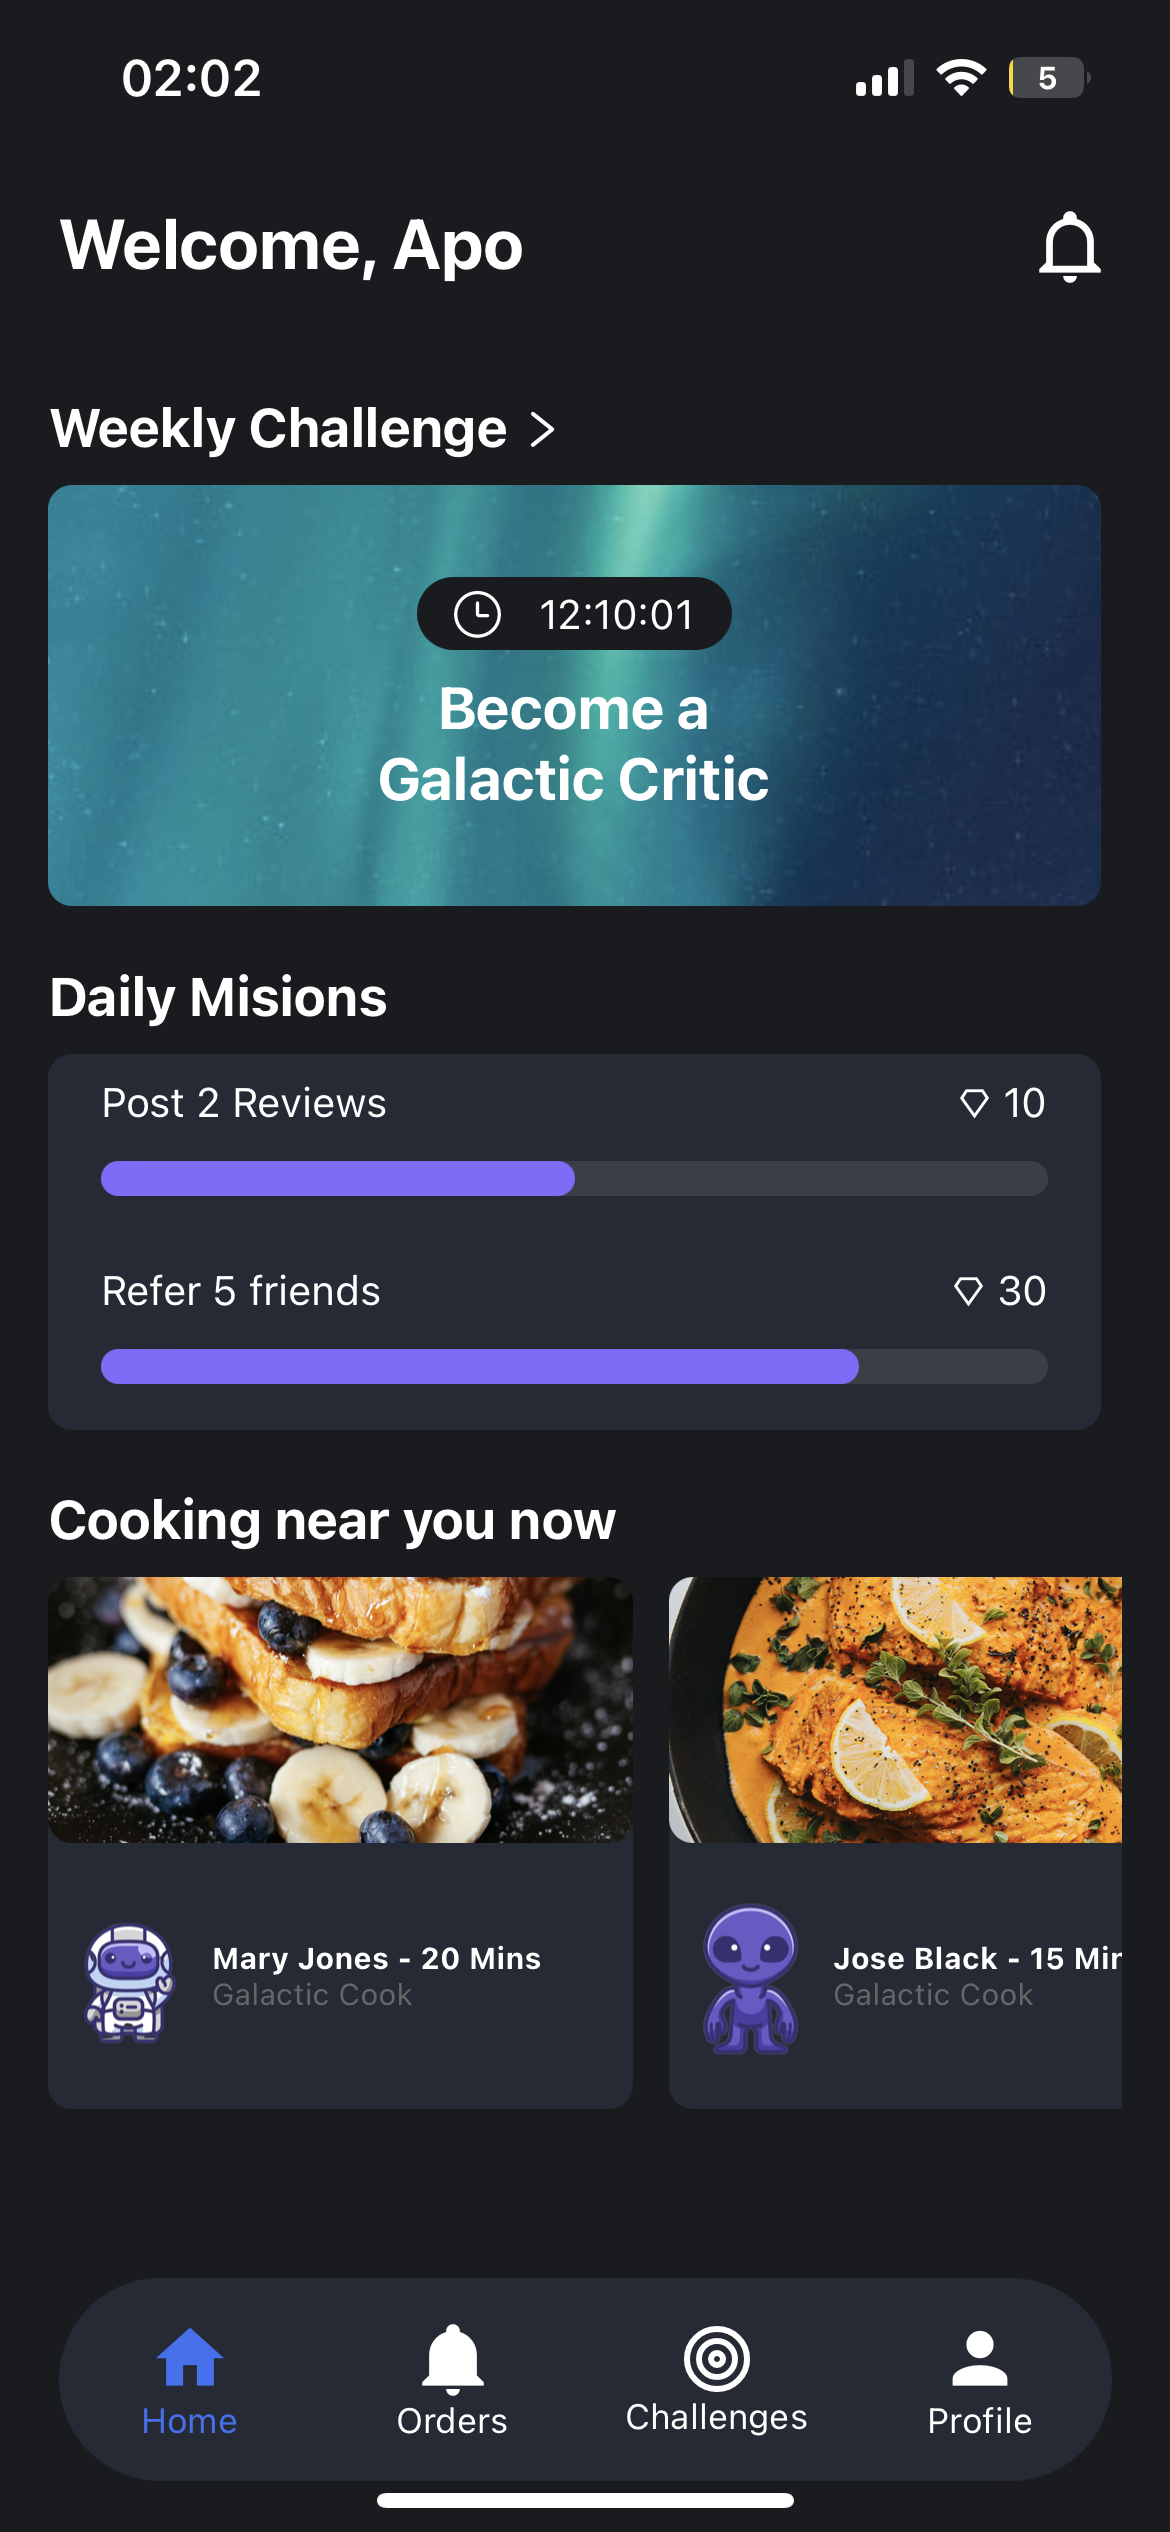 02:02
5
Welcome, Apo
Weekly Challenge
12:10:01
Become a
Galactic Critic
Daily Misions
Post 2 Reviews
10
Refer 5 friends
30
Cooking near you now
Mary Jones - 20 Mins
Galactic Cook
Jose Black - 15 Min
Galactic Cook
Home
Orders
Challenges
Profile